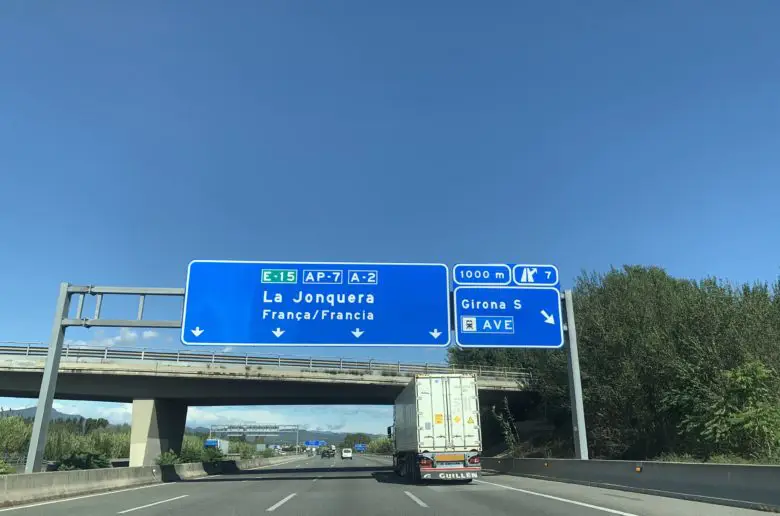 E-15 AP-7 A-2
La Jonquera
França/Francia
1000 m 7
Girona S
AVE
GUILLEN